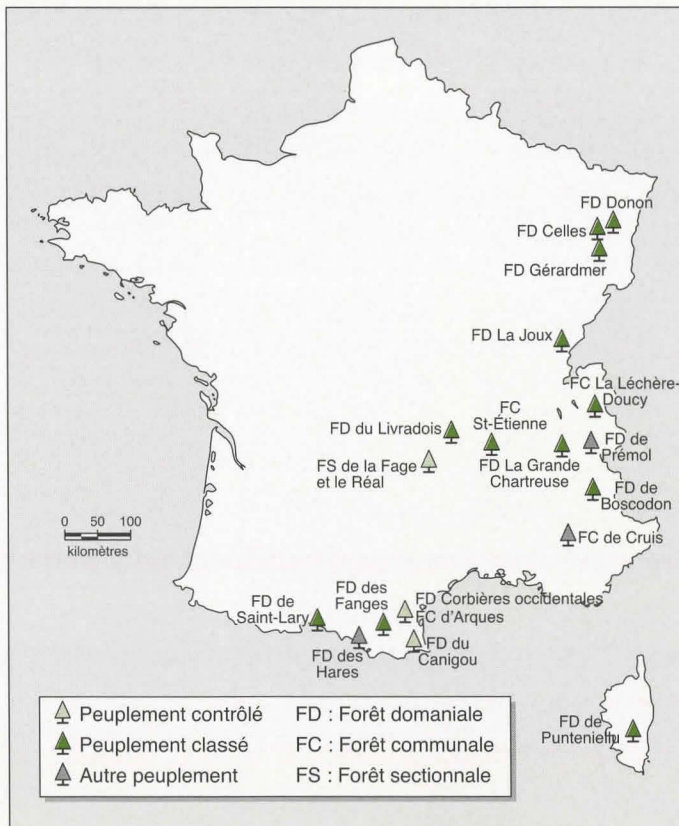 FD Donon
FD Celles
FD Gérardmer
FD La Joux
FC La Léchère-
Doucy
FC
St-Étienne
FD du Livradois
FD de
Prémol
FS de la Fage
et le Réal
FD La Grande
Chartreuse
FD de
Boscodon
0 50 100
kilomètres
FC de Cruis
FD des
Fanges
FD Corbières occidentales
FC d'Arques
FD de
Saint-Lary
FD du
Canigou
FD des
Hares
FD de
Punteniellu
Peuplement contrôlé FD : Forêt domaniale
Peuplement classé FC : Forêt communale
Autre peuplement FS : Forêt sectionnale